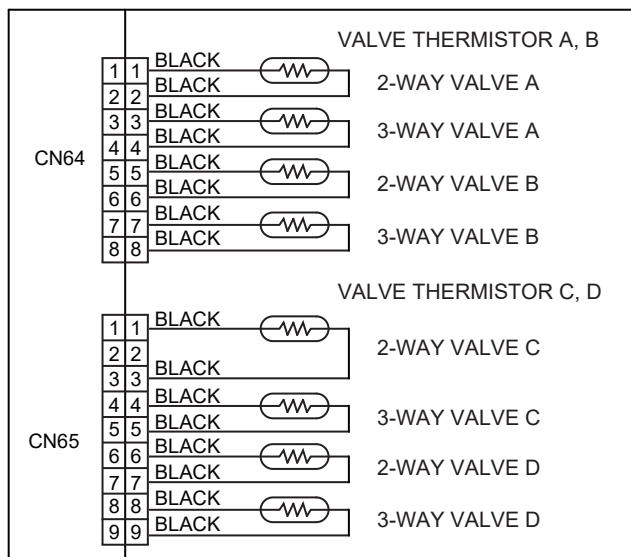 VALVE THERMISTOR A, B
1 1 BLACK
2-WAY VALVE A
2 2 BLACK
3 3 BLACK
3-WAY VALVE A
4 4 BLACK
CN64
5 5 BLACK
2-WAY VALVE B
6 6 BLACK
7 7 BLACK
3-WAY VALVE B
8 8 BLACK
VALVE THERMISTOR C, D
1 1 BLACK
2-WAY VALVE C
2 2
3 3 BLACK
4 4 BLACK
3-WAY VALVE C
5 5 BLACK
CN65
6 6 BLACK
2-WAY VALVE D
7 7 BLACK
8 8 BLACK
3-WAY VALVE D
9 9 BLACK